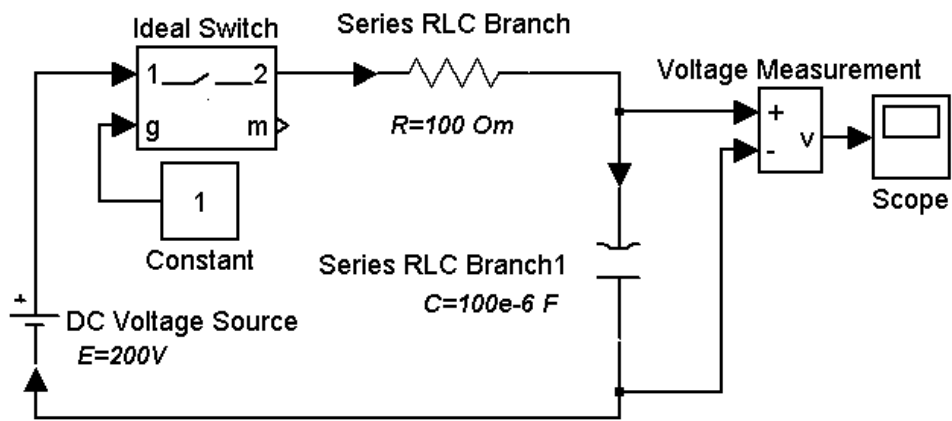 Ideal Switch
Series RLC Branch
Voltage Measurement
1 2
g m
R=100 Om
+
-
v
Scope
1
Constant
Series RLC Branch1
C=100e-6 F
+
DC Voltage Source
E=200V